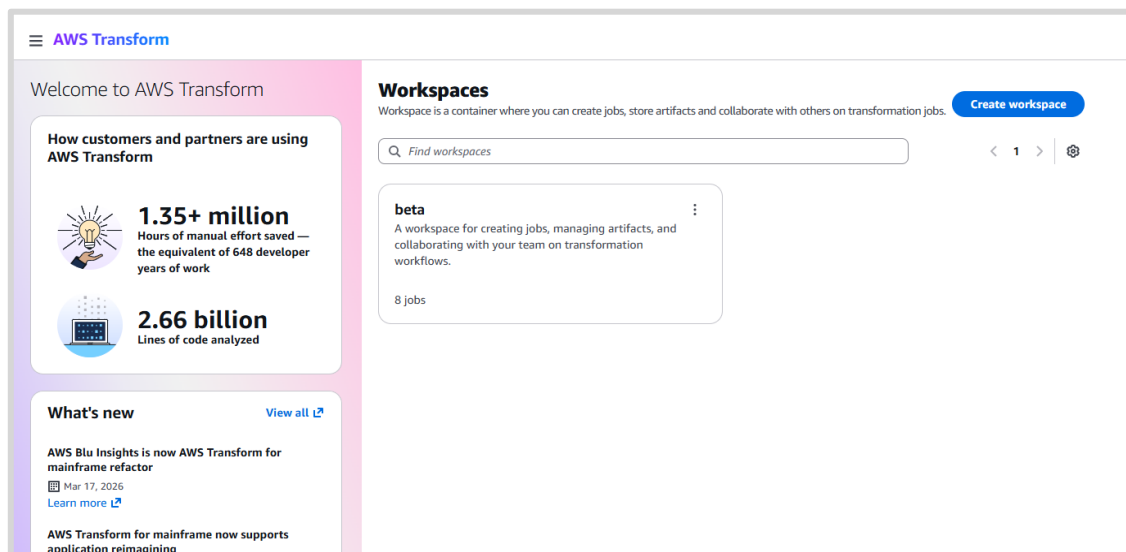 AWS Transform
Welcome to AWS Transform
How customers and partners are using
AWS Transform
1.35+ million
Hours of manual effort saved —
the equivalent of 648 developer
years of work
2.66 billion
Lines of code analyzed
What's new
View all
AWS Blu Insights is now AWS Transform for
mainframe refactor
Mar 17, 2026
Learn more
AWS Transform for mainframe now supports
application reimagining
Workspaces
Workspace is a container where you can create jobs, store artifacts and collaborate with others on transformation jobs.
Create workspace
Find workspaces
1
beta
A workspace for creating jobs, managing artifacts, and
collaborating with your team on transformation
workflows.
8 jobs